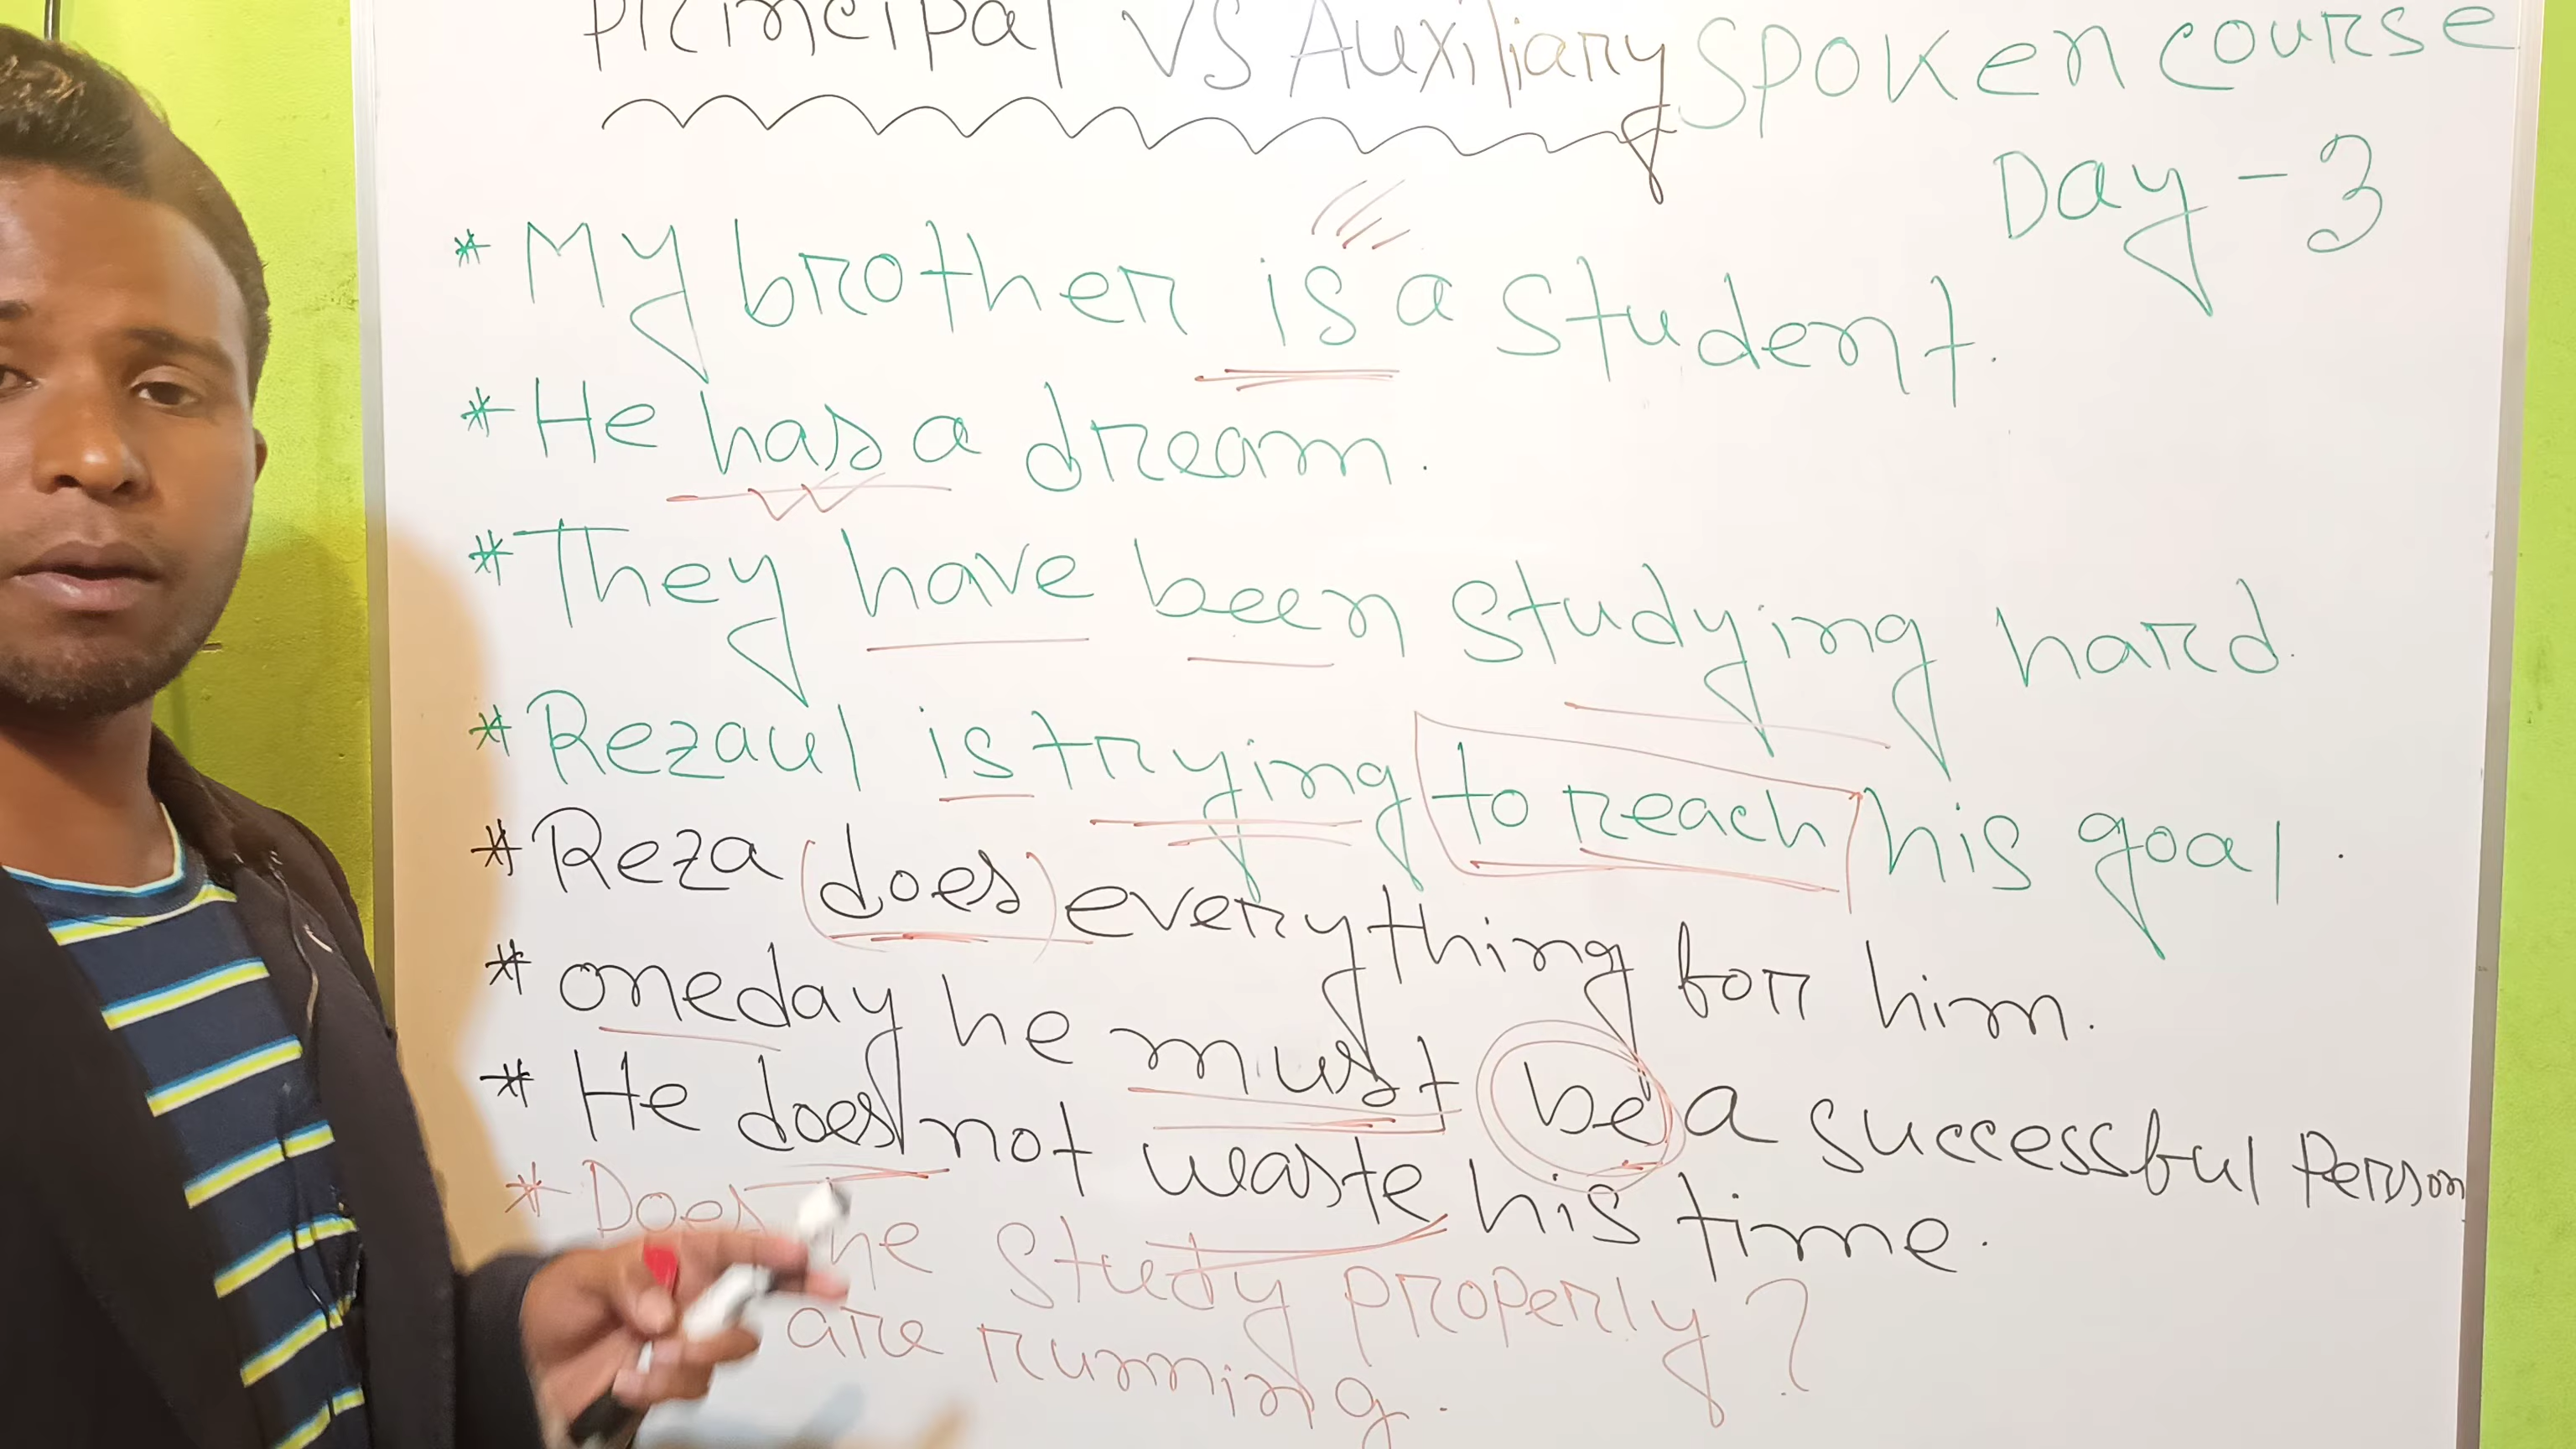 Principal VS Auxiliary Spoken course
Day - 3
* My brother is a student.
* He has a dream.
* They have been studying hard.
* Rezaul is trying to reach his goal.
* Reza does everything for him.
* oneday he must be a successful person
* He does not waste his time.
* Does he study properly?
are running.